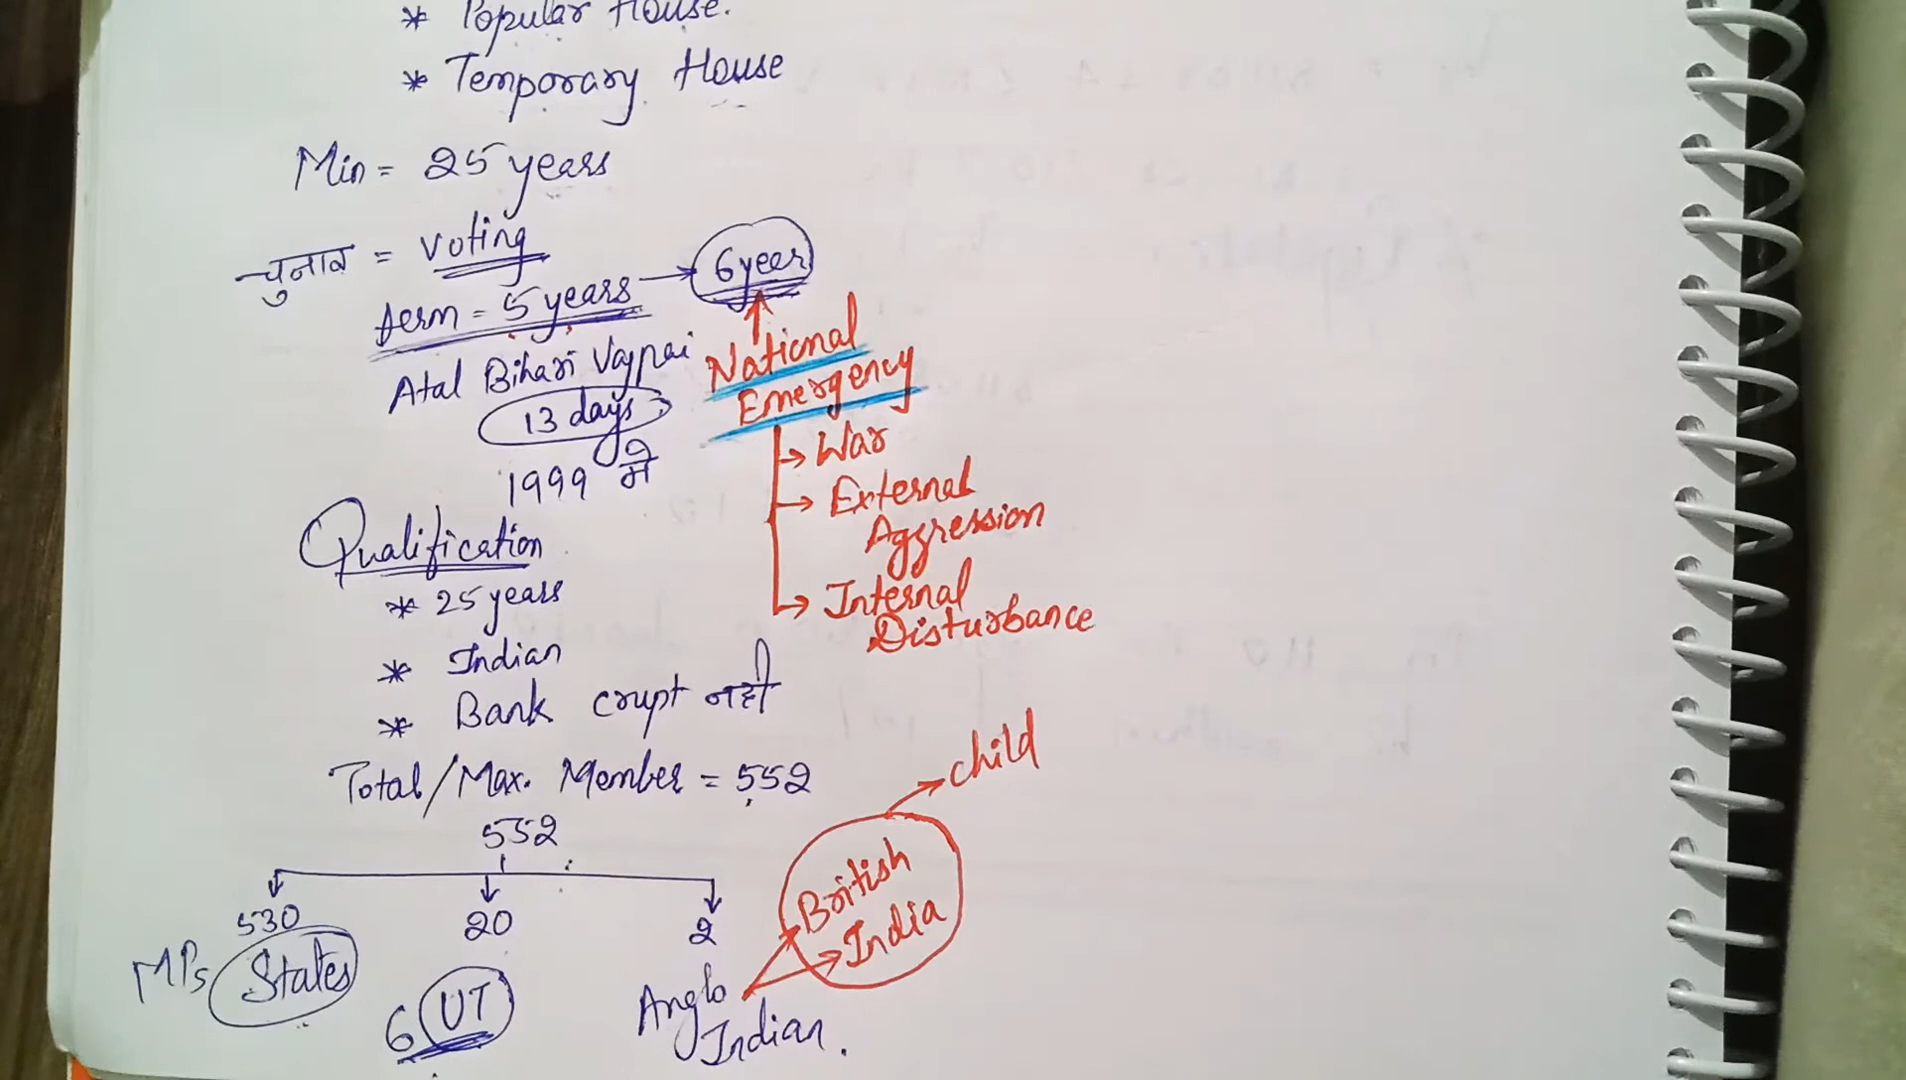 * Popular House.
* Temporary House
Min = 25 years
चुनाव = Voting
term = 5 years → 6 year
Atal Bihari Vajpai
13 days
1999 मे
National
Emergency
→ War
→ External
Aggression
→ Internal
Disturbance
Qualification
* 25 years
* Indian
* Bank crupt नही
Total/Max. Member = 552
552
530 20 2
MPs States
6 UT
Anglo
Indian.
British
India
→ child